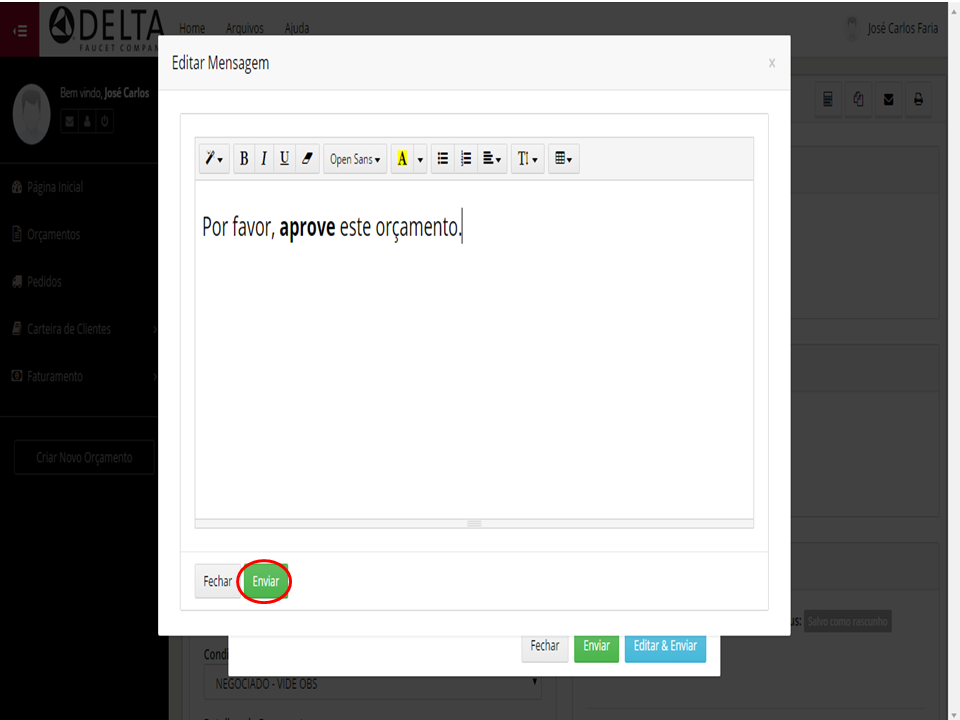 DELTA
FAUCET COMPAN
Home Arquivos Ajuda
José Carlos Faria
Bem vindo, José Carlos
Página Inicial
Orçamentos
Pedidos
Carteira de Clientes
Faturamento
Criar Novo Orçamento
Editar Mensagem
x
B I U Open Sans A
Por favor, aprove este orçamento.
Fechar Enviar
us: Salvo como rascunho
Fechar Enviar Editar & Enviar
Condi
NEGOCIADO - VIDE OBS